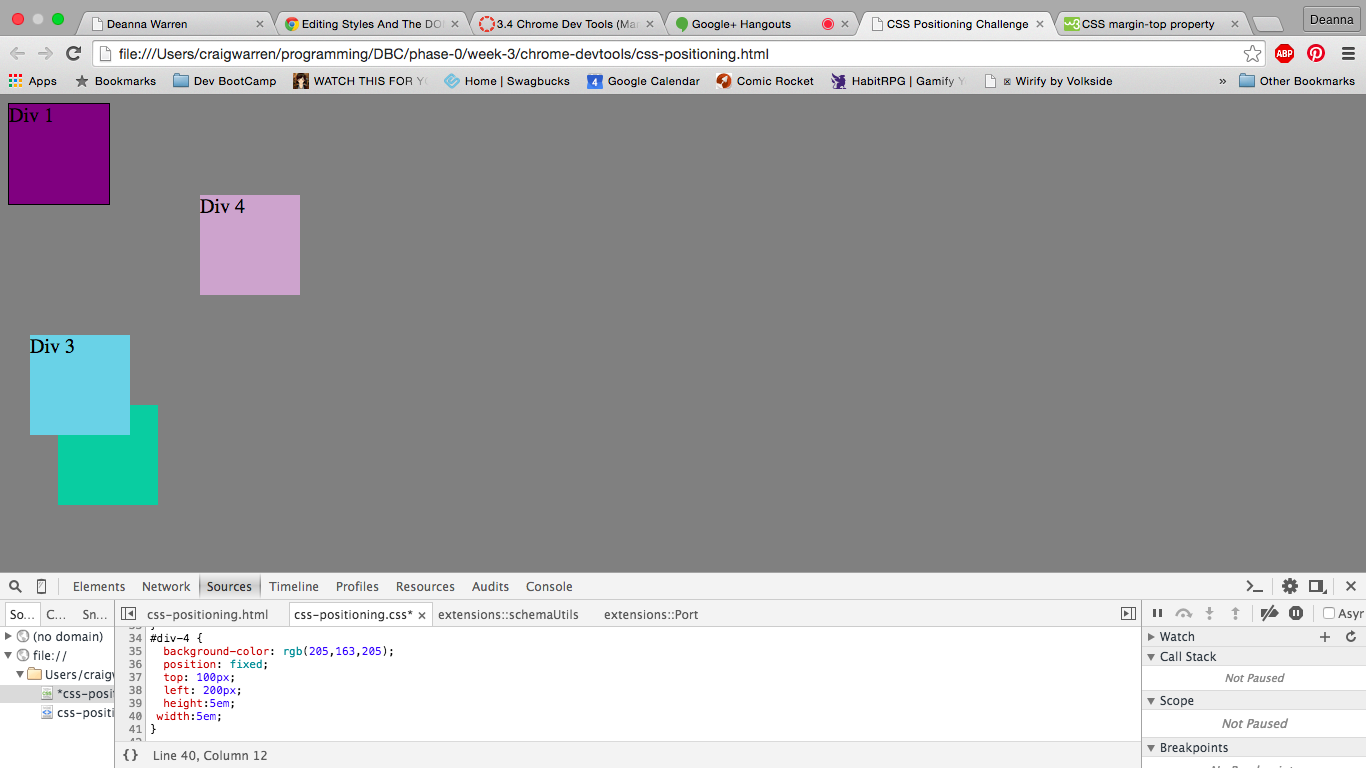 Deanna Warren
Editing Styles And The DO
3.4 Chrome Dev Tools (Ma
Google+ Hangouts
CSS Positioning Challenge
CSS margin-top property
Deanna
file:///Users/craigwarren/programming/DBC/phase-0/week-3/chrome-devtools/css-positioning.html
ABP
Apps
Bookmarks
Dev BootCamp
WATCH THIS FOR Y
Home | Swagbucks
4 Google Calendar
Comic Rocket
HabitRPG | Gamify Y
Wirify by Volkside
»
Other Bookmarks
Div 1
Div 4
Div 3
Elements Network Sources Timeline Profiles Resources Audits Console
So... C... Sn...
css-positioning.html
css-positioning.css* ×
extensions::schemaUtils
extensions::Port
Asyr
(no domain)
file://
Users/craigw
*css-posi
css-positi
34 #div-4 {
35 background-color: rgb(205,163,205);
36 position: fixed;
37 top: 100px;
38 left: 200px;
39 height:5em;
40 width:5em;
41 }
{} Line 40, Column 12
Watch
Call Stack
Not Paused
Scope
Not Paused
Breakpoints